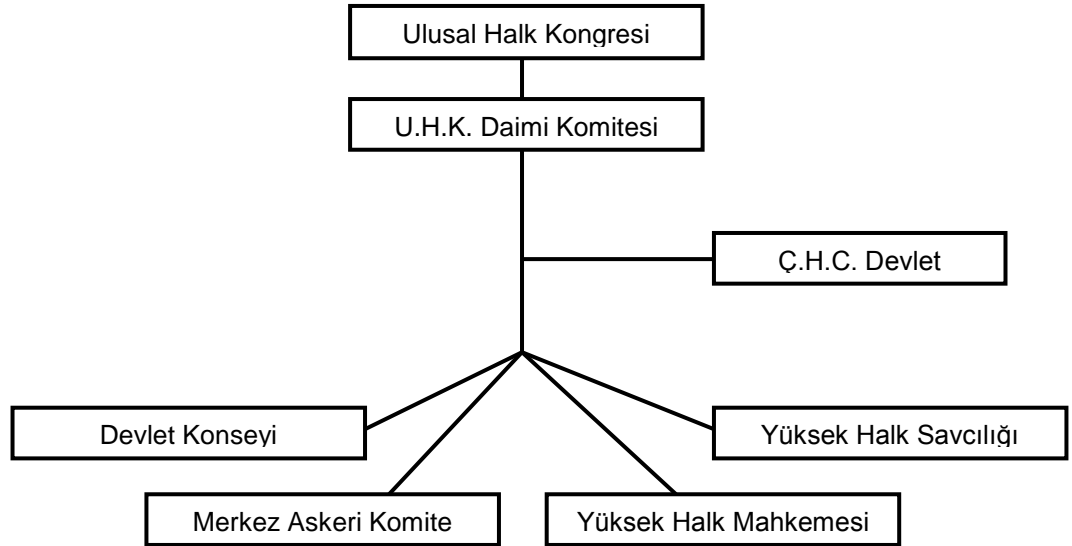 Ulusal Halk Kongresi
U.H.K. Daimi Komitesi
Ç.H.C. Devlet
Devlet Konseyi
Yüksek Halk Savcılığı
Merkez Askeri Komite
Yüksek Halk Mahkemesi